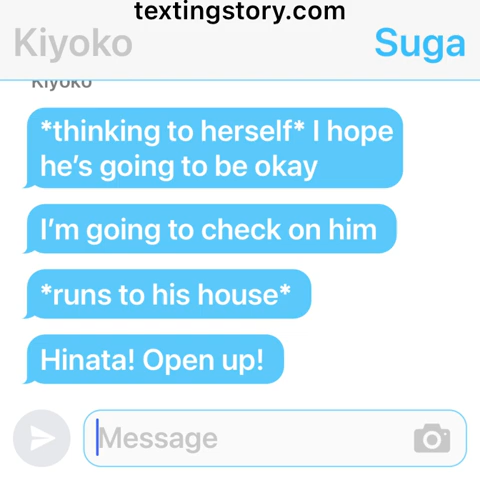 textingstory.com
Kiyoko
Suga
Kiyoko
*thinking to herself* I hope
he’s going to be okay
I’m going to check on him
*runs to his house*
Hinata! Open up!
Message